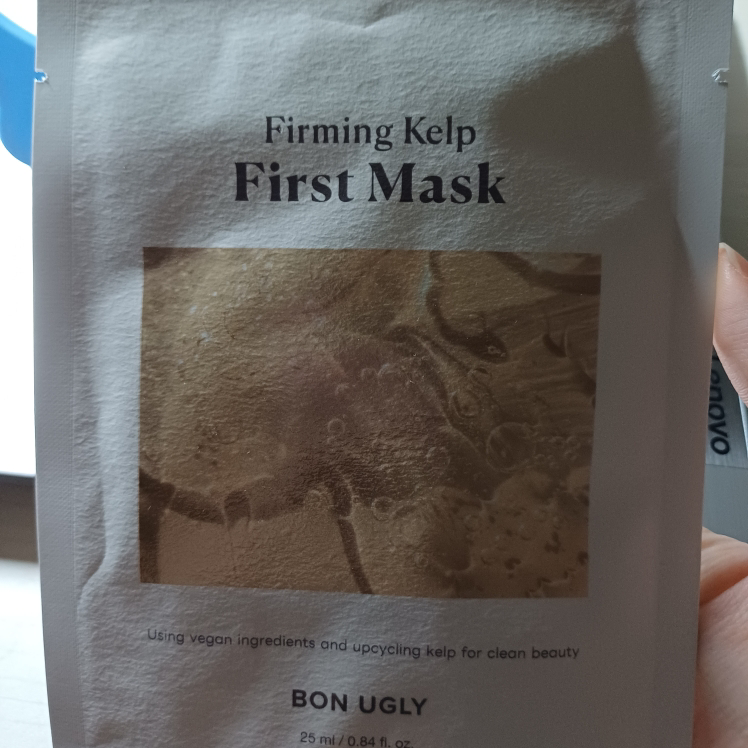 Firming Kelp
First Mask
Using vegan ingredients and upcycling kelp for clean beauty
BON UGLY
25 ml / 0.84 fl. oz.
Lenovo